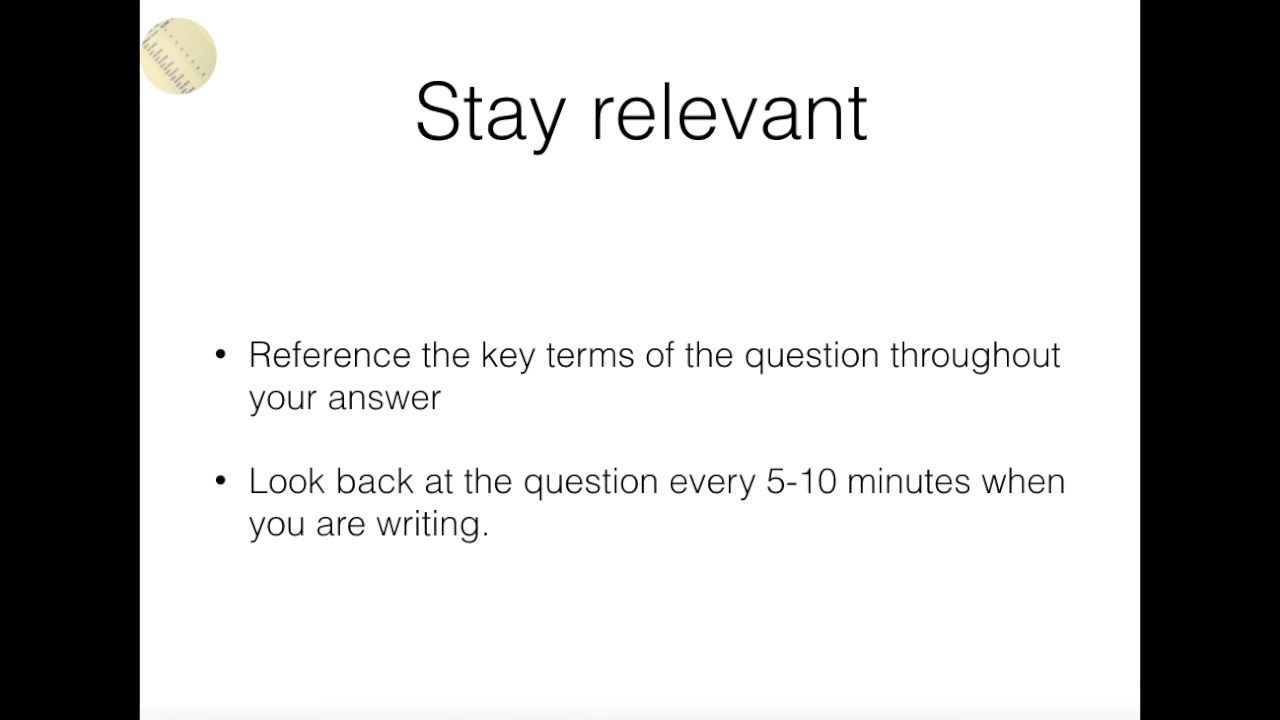 Stay relevant
• Reference the key terms of the question throughout
your answer
• Look back at the question every 5-10 minutes when
you are writing.